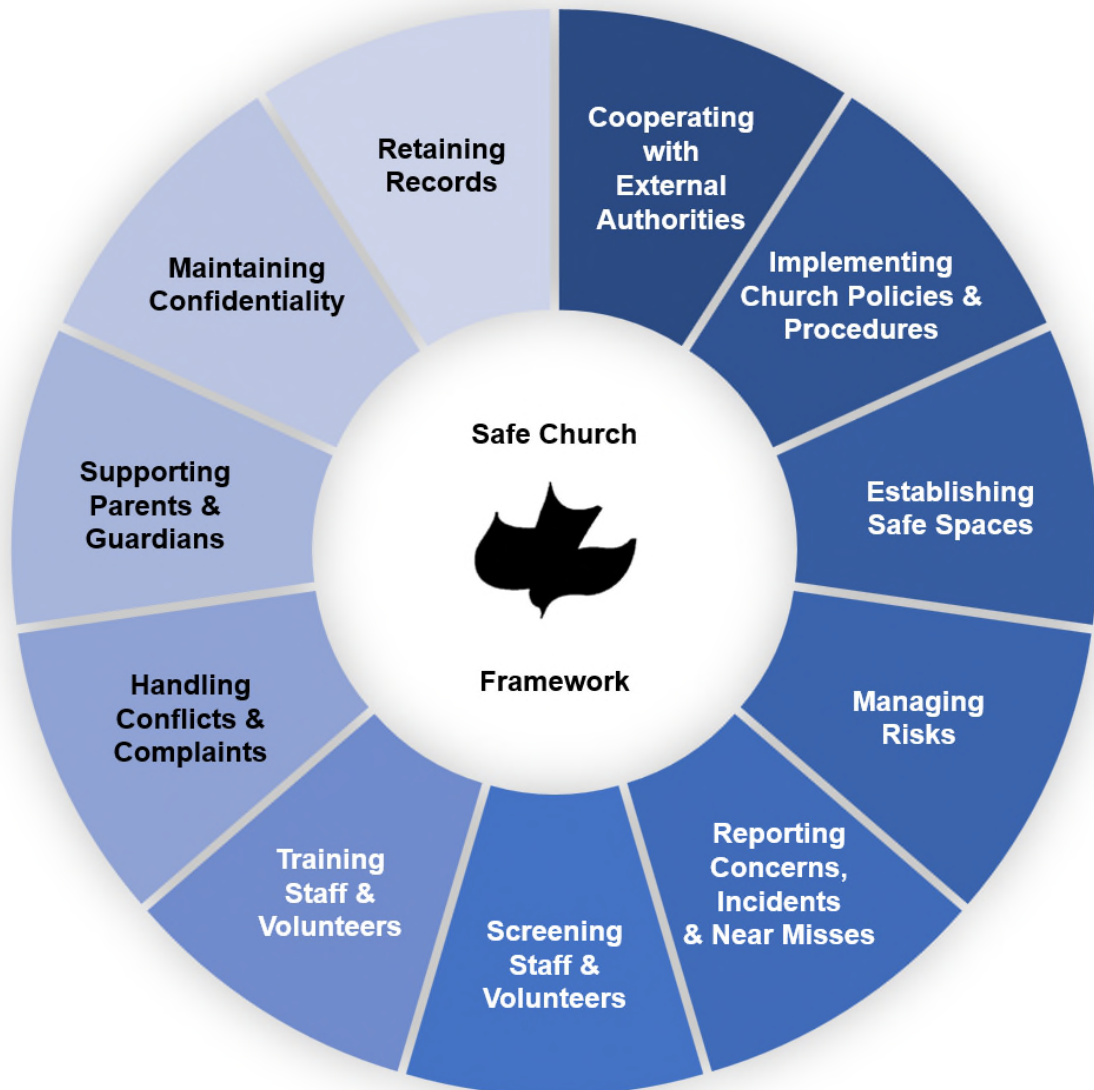 Safe Church
Framework
Cooperating
with
External
Authorities
Implementing
Church Policies &
Procedures
Establishing
Safe Spaces
Managing
Risks
Reporting
Concerns,
Incidents
& Near Misses
Screening
Staff &
Volunteers
Training
Staff &
Volunteers
Handling
Conflicts &
Complaints
Supporting
Parents &
Guardians
Maintaining
Confidentiality
Retaining
Records